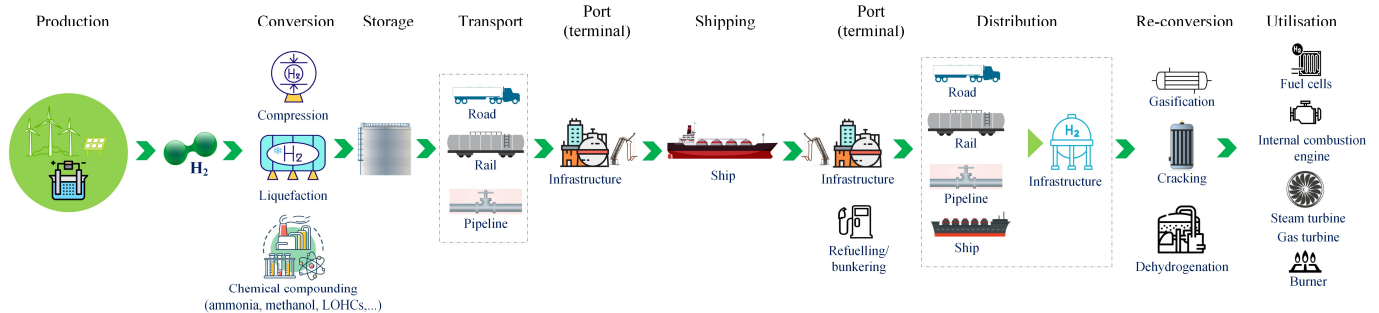 Production
Conversion
Storage
Transport
Port
(terminal)
Shipping
Port
(terminal)
Distribution
Re-conversion
Utilisation
H2
H2
Compression
H2
Liquefaction
Chemical compounding
(ammonia, methanol, LOHCs,...)
Road
Rail
Pipeline
Infrastructure
Ship
Infrastructure
Refuelling/
bunkering
Road
Rail
Pipeline
Ship
H2
Infrastructure
Gasification
Cracking
Dehydrogenation
H2
Fuel cells
Internal combustion
engine
Steam turbine
Gas turbine
Burner